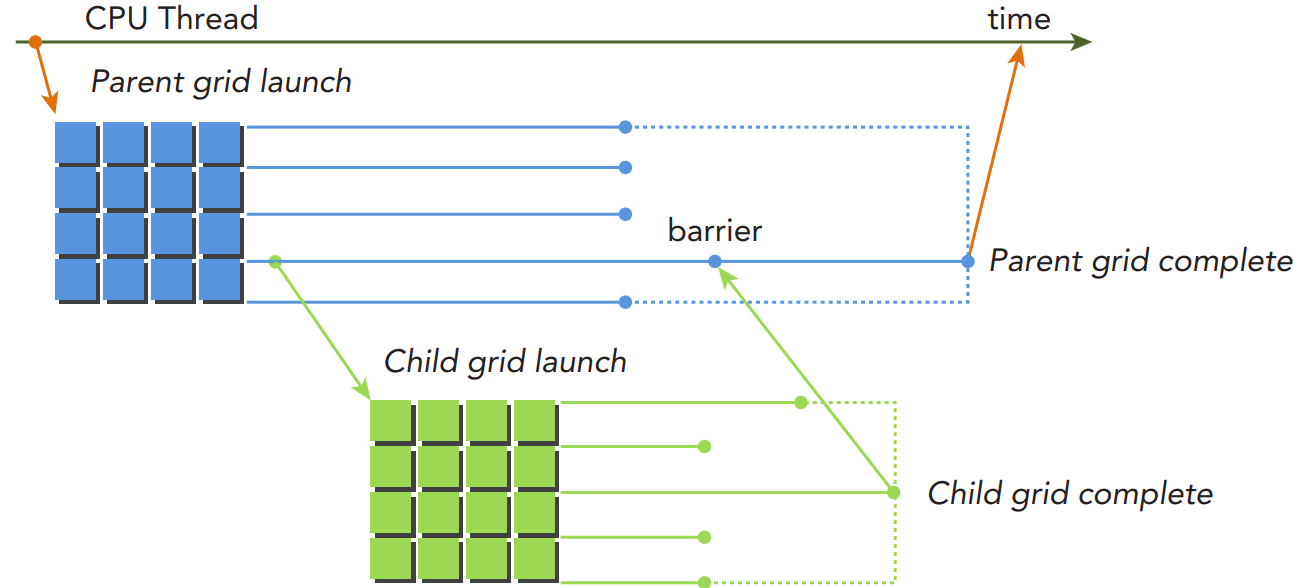 CPU Thread
time
Parent grid launch
barrier
Parent grid complete
Child grid launch
Child grid complete